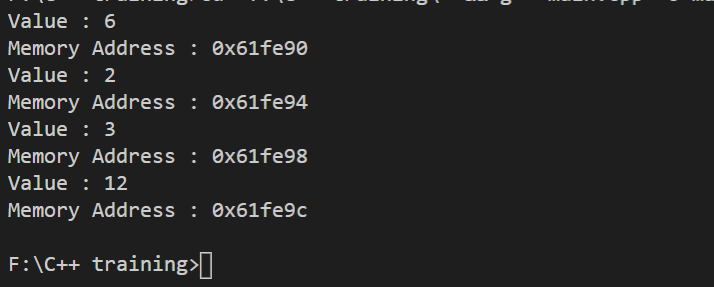 Value : 6
Memory Address : 0x61fe90
Value : 2
Memory Address : 0x61fe94
Value : 3
Memory Address : 0x61fe98
Value : 12
Memory Address : 0x61fe9c
F:\C++ training>